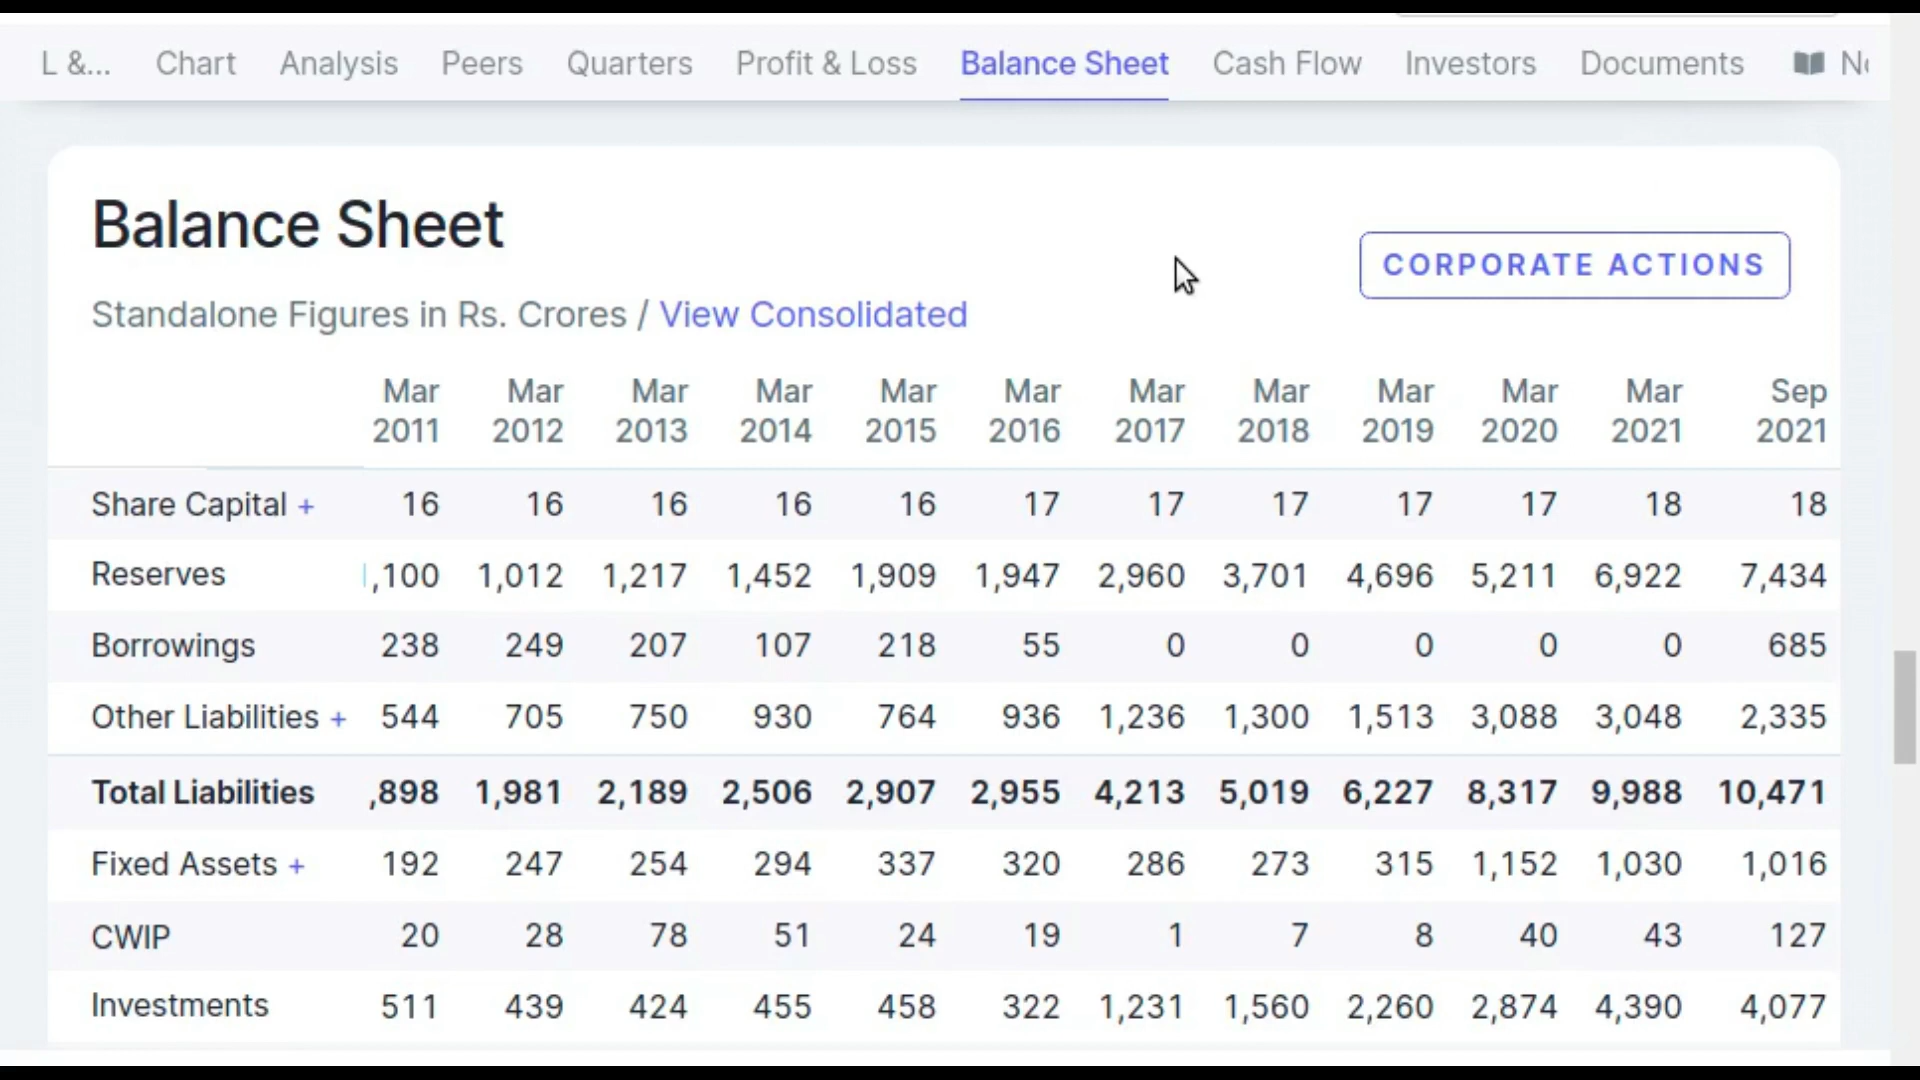 L &... Chart Analysis Peers Quarters Profit & Loss Balance Sheet Cash Flow Investors Documents
Balance Sheet
CORPORATE ACTIONS
Standalone Figures in Rs. Crores / View Consolidated
Mar 2011 Mar 2012 Mar 2013 Mar 2014 Mar 2015 Mar 2016 Mar 2017 Mar 2018 Mar 2019 Mar 2020 Mar 2021 Sep 2021
Share Capital + 16 16 16 16 16 17 17 17 17 17 18 18
Reserves ,100 1,012 1,217 1,452 1,909 1,947 2,960 3,701 4,696 5,211 6,922 7,434
Borrowings 238 249 207 107 218 55 0 0 0 0 0 685
Other Liabilities + 544 705 750 930 764 936 1,236 1,300 1,513 3,088 3,048 2,335
Total Liabilities ,898 1,981 2,189 2,506 2,907 2,955 4,213 5,019 6,227 8,317 9,988 10,471
Fixed Assets + 192 247 254 294 337 320 286 273 315 1,152 1,030 1,016
CWIP 20 28 78 51 24 19 1 7 8 40 43 127
Investments 511 439 424 455 458 322 1,231 1,560 2,260 2,874 4,390 4,077